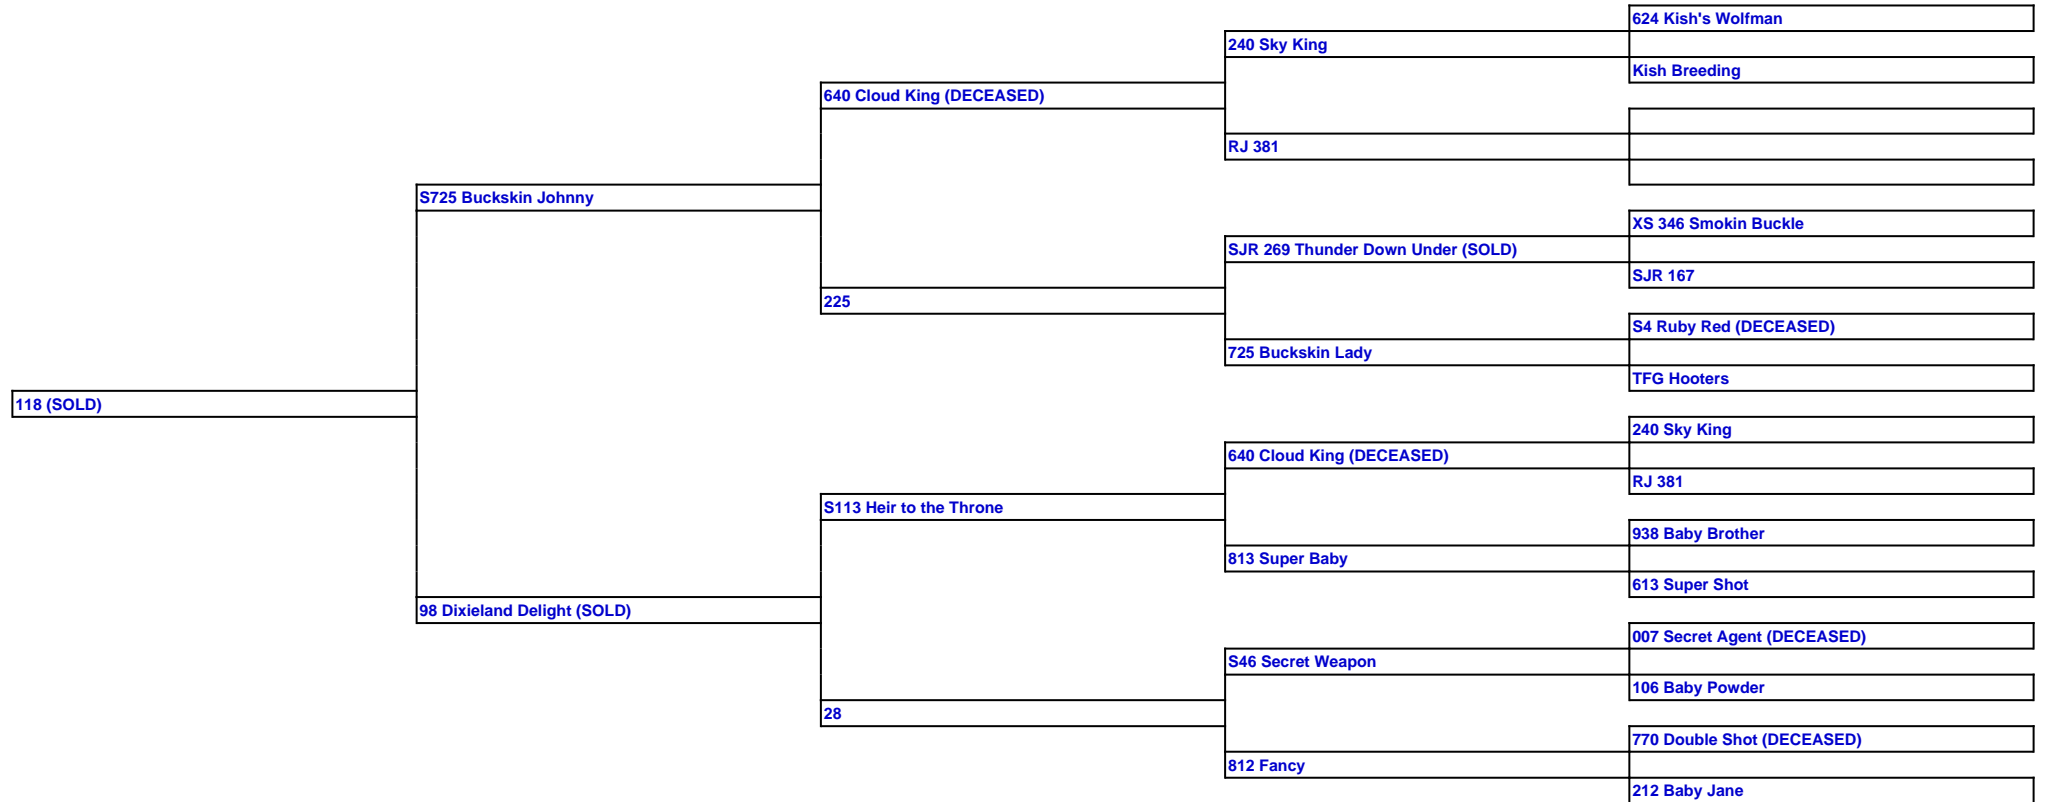 624 Kish's Wolfman
240 Sky King
Kish Breeding
640 Cloud King (DECEASED)
RJ 381
S725 Buckskin Johnny
XS 346 Smokin Buckle
SJR 269 Thunder Down Under (SOLD)
SJR 167
225
S4 Ruby Red (DECEASED)
725 Buckskin Lady
TFG Hooters
118 (SOLD)
240 Sky King
640 Cloud King (DECEASED)
RJ 381
S113 Heir to the Throne
938 Baby Brother
813 Super Baby
613 Super Shot
98 Dixieland Delight (SOLD)
007 Secret Agent (DECEASED)
S46 Secret Weapon
106 Baby Powder
28
770 Double Shot (DECEASED)
812 Fancy
212 Baby Jane